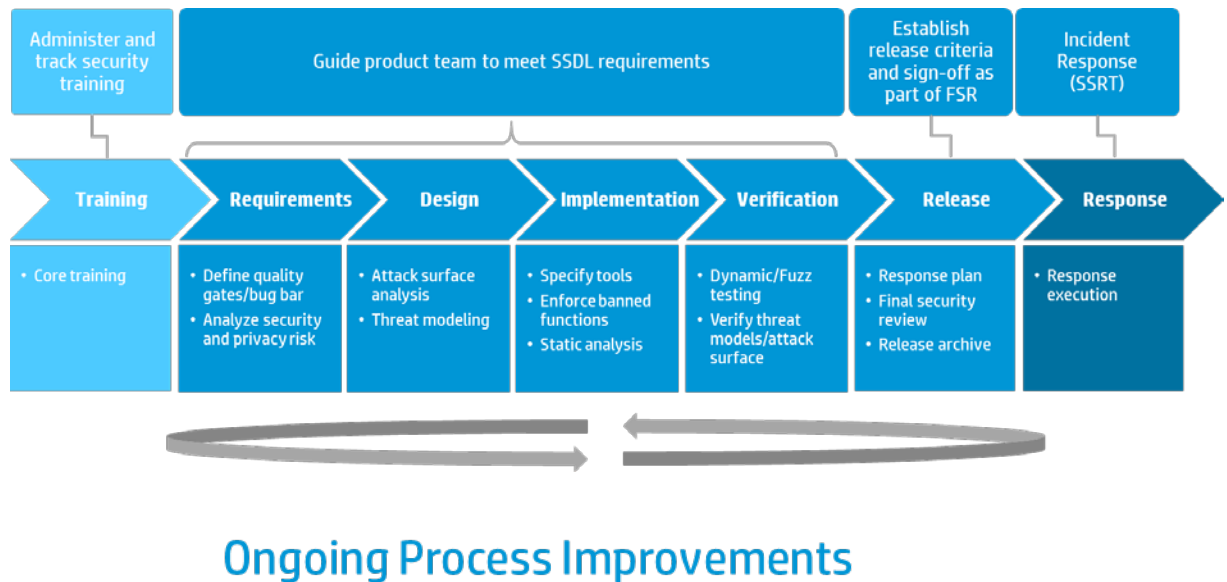 Administer and
track security
training
Guide product team to meet SSDL requirements
Establish
release criteria
and sign-off as
part of FSR
Incident
Response
(SSRT)
Training
Requirements
Design
Implementation
Verification
Release
Response
• Core training
• Define quality
gates/bug bar
• Analyze security
and privacy risk
• Attack surface
analysis
• Threat modeling
• Specify tools
• Enforce banned
functions
• Static analysis
• Dynamic/Fuzz
testing
• Verify threat
models/attack
surface
• Response plan
• Final security
review
• Release archive
• Response
execution
Ongoing Process Improvements